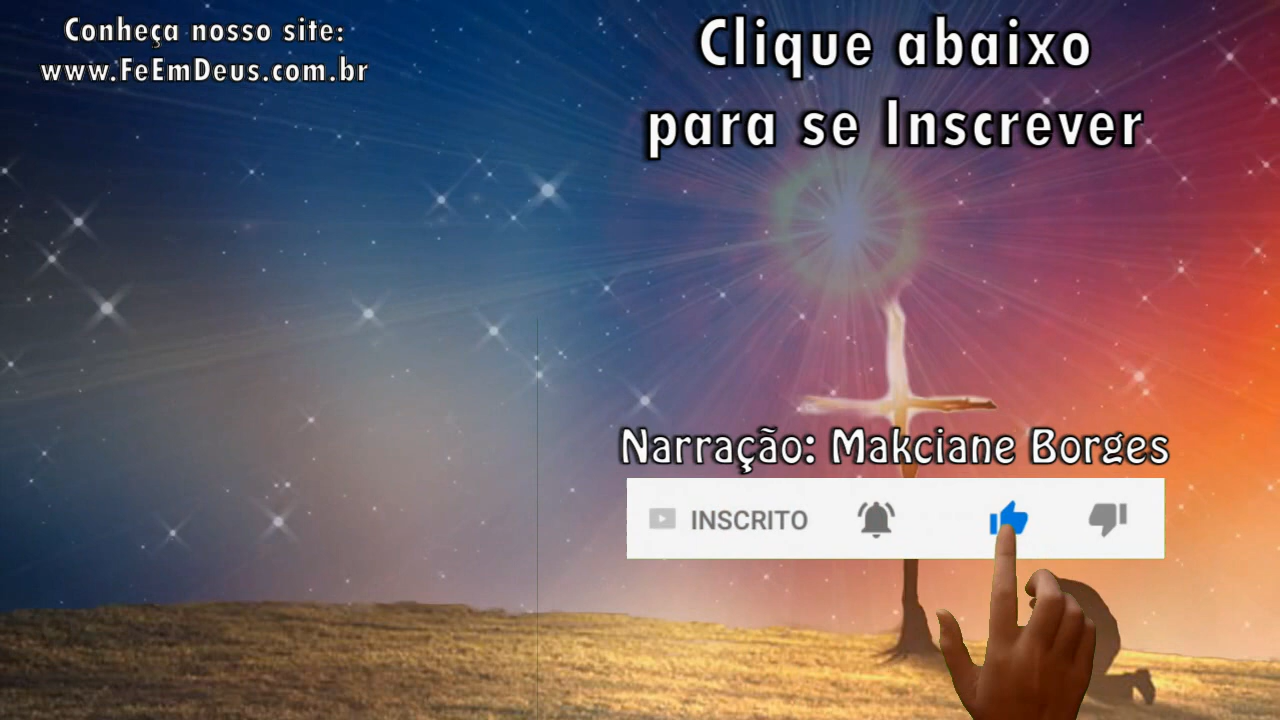 Conheça nosso site:
www.FeEmDeus.com.br
Clique abaixo
para se Inscrever
Narração: Makciane Borges
INSCRITO